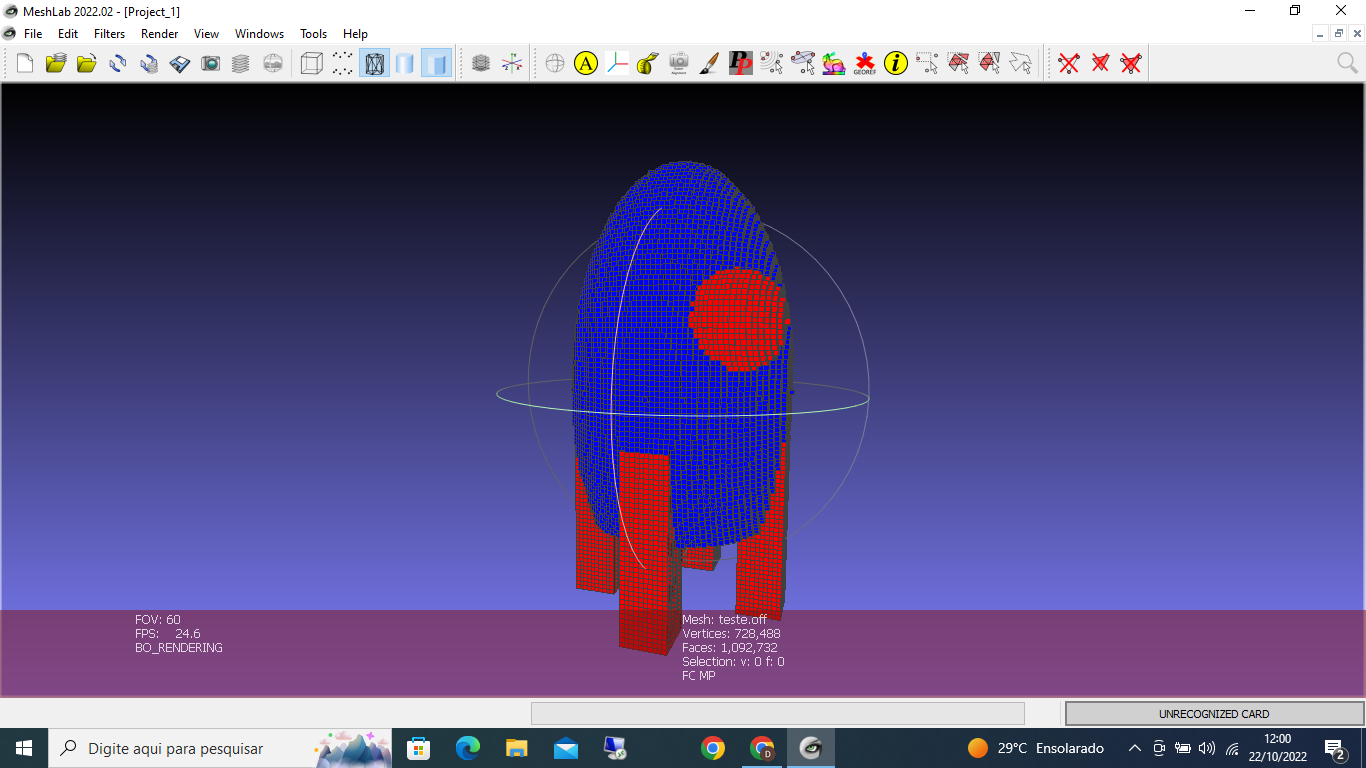 MeshLab 2022.02 - [Project_1]
File Edit Filters Render View Windows Tools Help
A
PP
GEOREF
i
FOV: 60
FPS: 24.6
BO_RENDERING
Mesh: teste.off
Vertices: 728,488
Faces: 1,092,732
Selection: v: 0 f: 0
FC MP
UNRECOGNIZED CARD
Digite aqui para pesquisar
D
29°C Ensolarado
12:00
22/10/2022
2